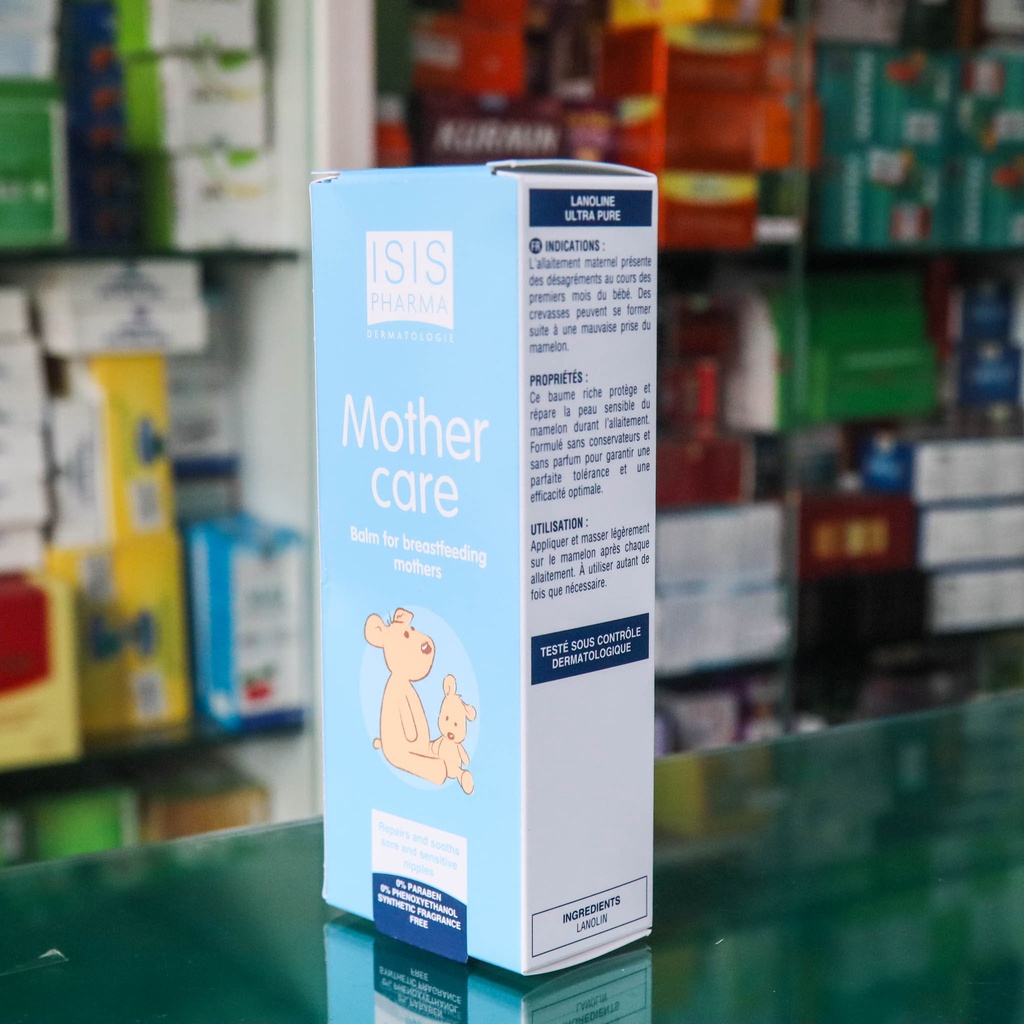 ISIS
PHARMA
DERMATOLOGIE
Mother
care
Balm for breastfeeding
mothers
Repairs and sooths
sore and sensitive
nipples
0% PARABEN
0% PHENOXYETHANOL
SYNTHETIC FRAGRANCE
FREE
LANOLINE
ULTRA PURE
FR INDICATIONS :
L'allaitement maternel présente
des désagréments au cours des
premiers mois du bébé. Des
crevasses peuvent se former
suite à une mauvaise prise du
mamelon.
PROPRIÉTÉS :
Ce baume riche protège et
répare la peau sensible du
mamelon durant l'allaitement.
Formulé sans conservateurs et
sans parfum pour garantir une
parfaite tolérance et une
efficacité optimale.
UTILISATION :
Appliquer et masser légèrement
sur le mamelon après chaque
allaitement. À utiliser autant de
fois que nécessaire.
TESTÉ SOUS CONTRÔLE
DERMATOLOGIQUE
INGREDIENTS
LANOLIN